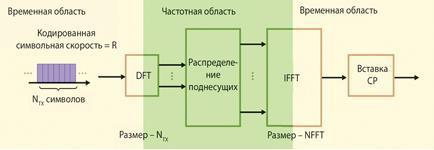 Временная область
Частотная область
Временная область
Кодированная
символьная скорость = R
NTX символов
DFT
Распределе-
ние
поднесущих
IFFT
Вставка
CP
Размер – NTX
Размер – NFFT